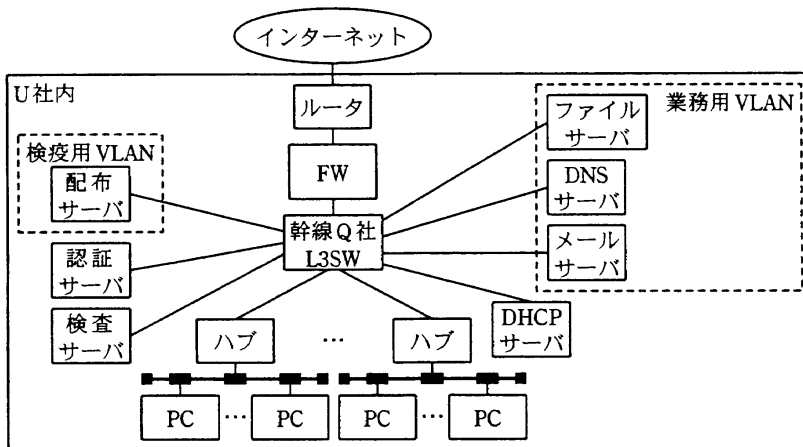 インターネット
U社内
ルータ
業務用VLAN
ファイル
サーバ
検疫用VLAN
配布
サーバ
FW
DNS
サーバ
幹線Q社
L3SW
メール
サーバ
認証
サーバ
検査
サーバ
ハブ
…
ハブ
DHCP
サーバ
PC
…
PC
PC
…
PC